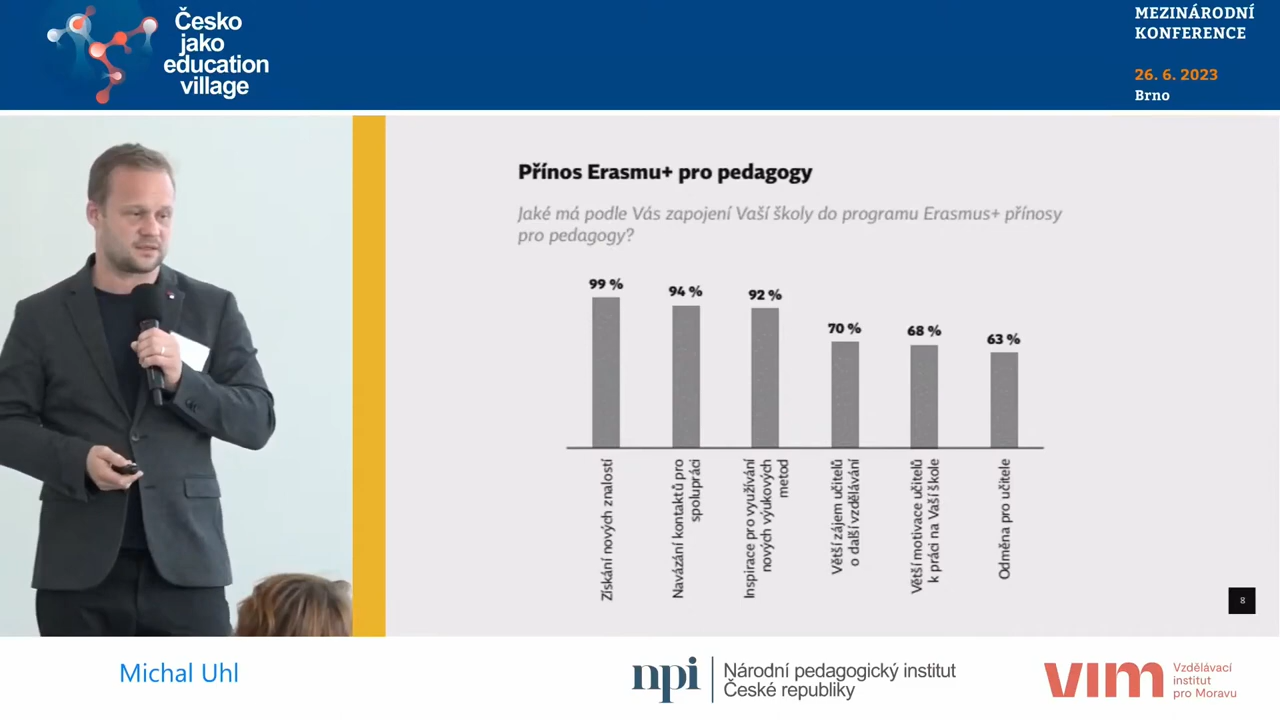 Česko
jako
education
village
MEZINÁRODNÍ
KONFERENCE
26. 6. 2023
Brno
Přínos Erasmu+ pro pedagogy
Jaké má podle Vás zapojení Vaší školy do programu Erasmus+ přínosy
pro pedagogy?
99 %
94 %
92 %
70 %
68 %
63 %
Získání nových znalostí
Navázání kontaktů pro
spolupráci
Inspirace pro využívání
nových výukových
metod
Větší zájem učitelů
o další vzdělávání
Větší motivace učitelů
k práci na Vaší škole
Odměna pro učitele
8
Michal Uhl
npi
Národní pedagogický institut
České republiky
vim
Vzdělávací
institut
pro Moravu